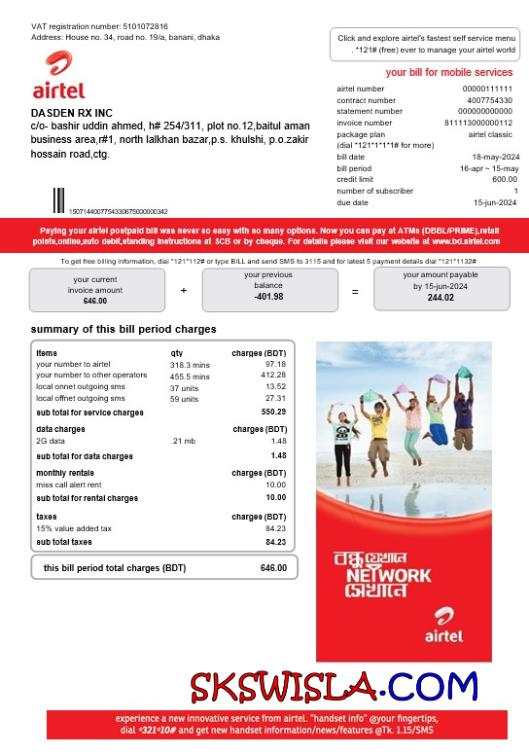 VAT registration number: 5101072816
Address: House no. 34, road no. 19/a, banani, dhaka
Click and explore airtel's fastest self service menu
. *121# (free) ever to manage your airtel world
airtel
your bill for mobile services
airtel number 00000111111
contract number 4007754330
statement number 000000000000
invoice number 811113000000112
package plan airtel classic
(dial *121*1*1*1# for more)
bill date 18-may-2024
bill period 16-apr ~ 15-may
credit limit 600.00
number of subscriber 1
due date 15-jun-2024
DASDEN RX INC
c/o- bashir uddin ahmed, h# 254/311, plot no.12,baitul aman
business area,r#1, north lalkhan bazar,p.s. khulshi, p.o.zakir
hossain road,ctg.
15071440077543306750000000342
Paying your airtel postpaid bill was never so easy with so many options. Now you can pay at ATMs (DBBL/PRIME),retail
points,online,auto debit,standing instructions at SCB or by cheque. For details please visit our website at www.bd.airtel.com
To get free billing information, dial *121*112# or type BILL and send SMS to 3115 and for latest 5 payment details dial *121*1132#
your current
invoice amount
646.00
+
your previous
balance
-401.98
=
your amount payable
by 15-jun-2024
244.02
summary of this bill period charges
items qty charges (BDT)
your number to airtel 318.3 mins 97.18
your number to other operators 455.5 mins 412.28
local onnet outgoing sms 37 units 13.52
local offnet outgoing sms 59 units 27.31
sub total for service charges 550.29
data charges charges (BDT)
2G data .21 mb 1.48
sub total for data charges 1.48
monthly rentals charges (BDT)
miss call alert rent 10.00
sub total for rental charges 10.00
taxes charges (BDT)
15% value added tax 84.23
sub total taxes 84.23
this bill period total charges (BDT) 646.00
বন্ধু যেখানে
NETWORK
সেখানে
airtel
SKSWISLA.COM
experience a new innovative service from airtel. "handset info" @your fingertips,
dial *321*10# and get new handset information/news/features @Tk. 1.15/SMS